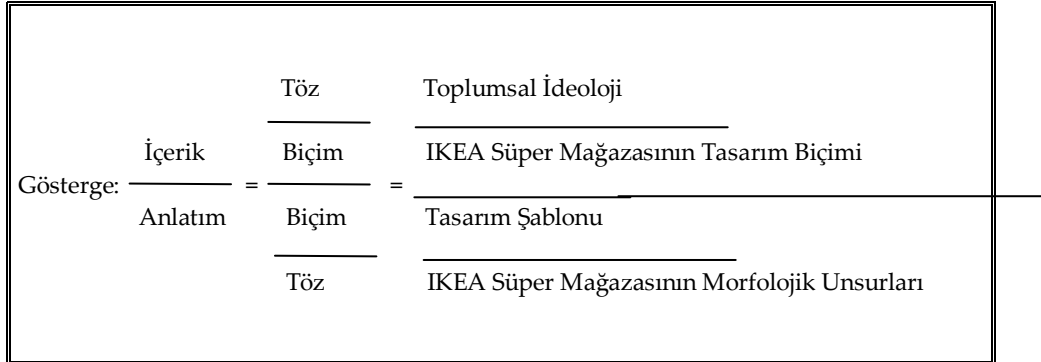 Töz Toplumsal İdeoloji
İçerik Biçim IKEA Süper Mağazasının Tasarım Biçimi
Gösterge: = =
Anlatım Biçim Tasarım Şablonu
Töz IKEA Süper Mağazasının Morfolojik Unsurları